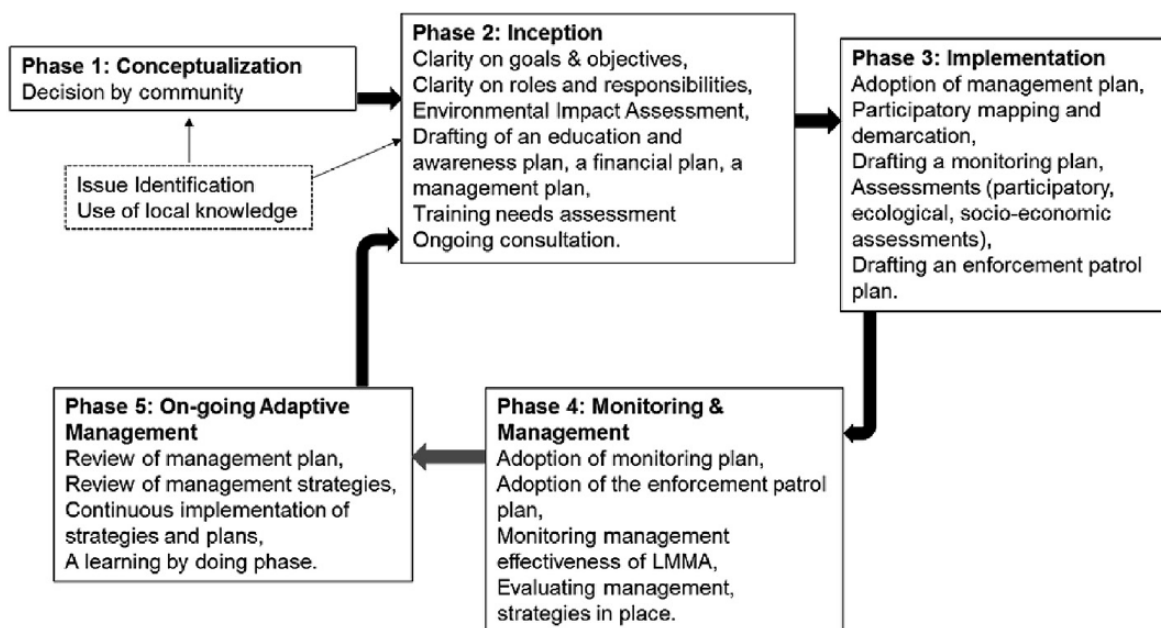 Phase 1: Conceptualization
Decision by community
Issue Identification
Use of local knowledge
Phase 2: Inception
Clarity on goals & objectives,
Clarity on roles and responsibilities,
Environmental Impact Assessment,
Drafting of an education and
awareness plan, a financial plan, a
management plan,
Training needs assessment
Ongoing consultation.
Phase 3: Implementation
Adoption of management plan,
Participatory mapping and
demarcation,
Drafting a monitoring plan,
Assessments (participatory,
ecological, socio-economic
assessments),
Drafting an enforcement patrol
plan.
Phase 4: Monitoring &
Management
Adoption of monitoring plan,
Adoption of the enforcement patrol
plan,
Monitoring management
effectiveness of LMMA,
Evaluating management,
strategies in place.
Phase 5: On-going Adaptive
Management
Review of management plan,
Review of management strategies,
Continuous implementation of
strategies and plans,
A learning by doing phase.